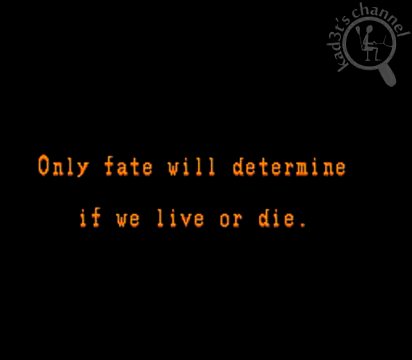 kad3r's channel
Only fate will determine
if we live or die.